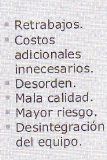 Retrabajos.
Costos
adicionales
innecesarios.
Desorden.
Mala calidad.
Mayor riesgo.
Desintegración
del equipo.